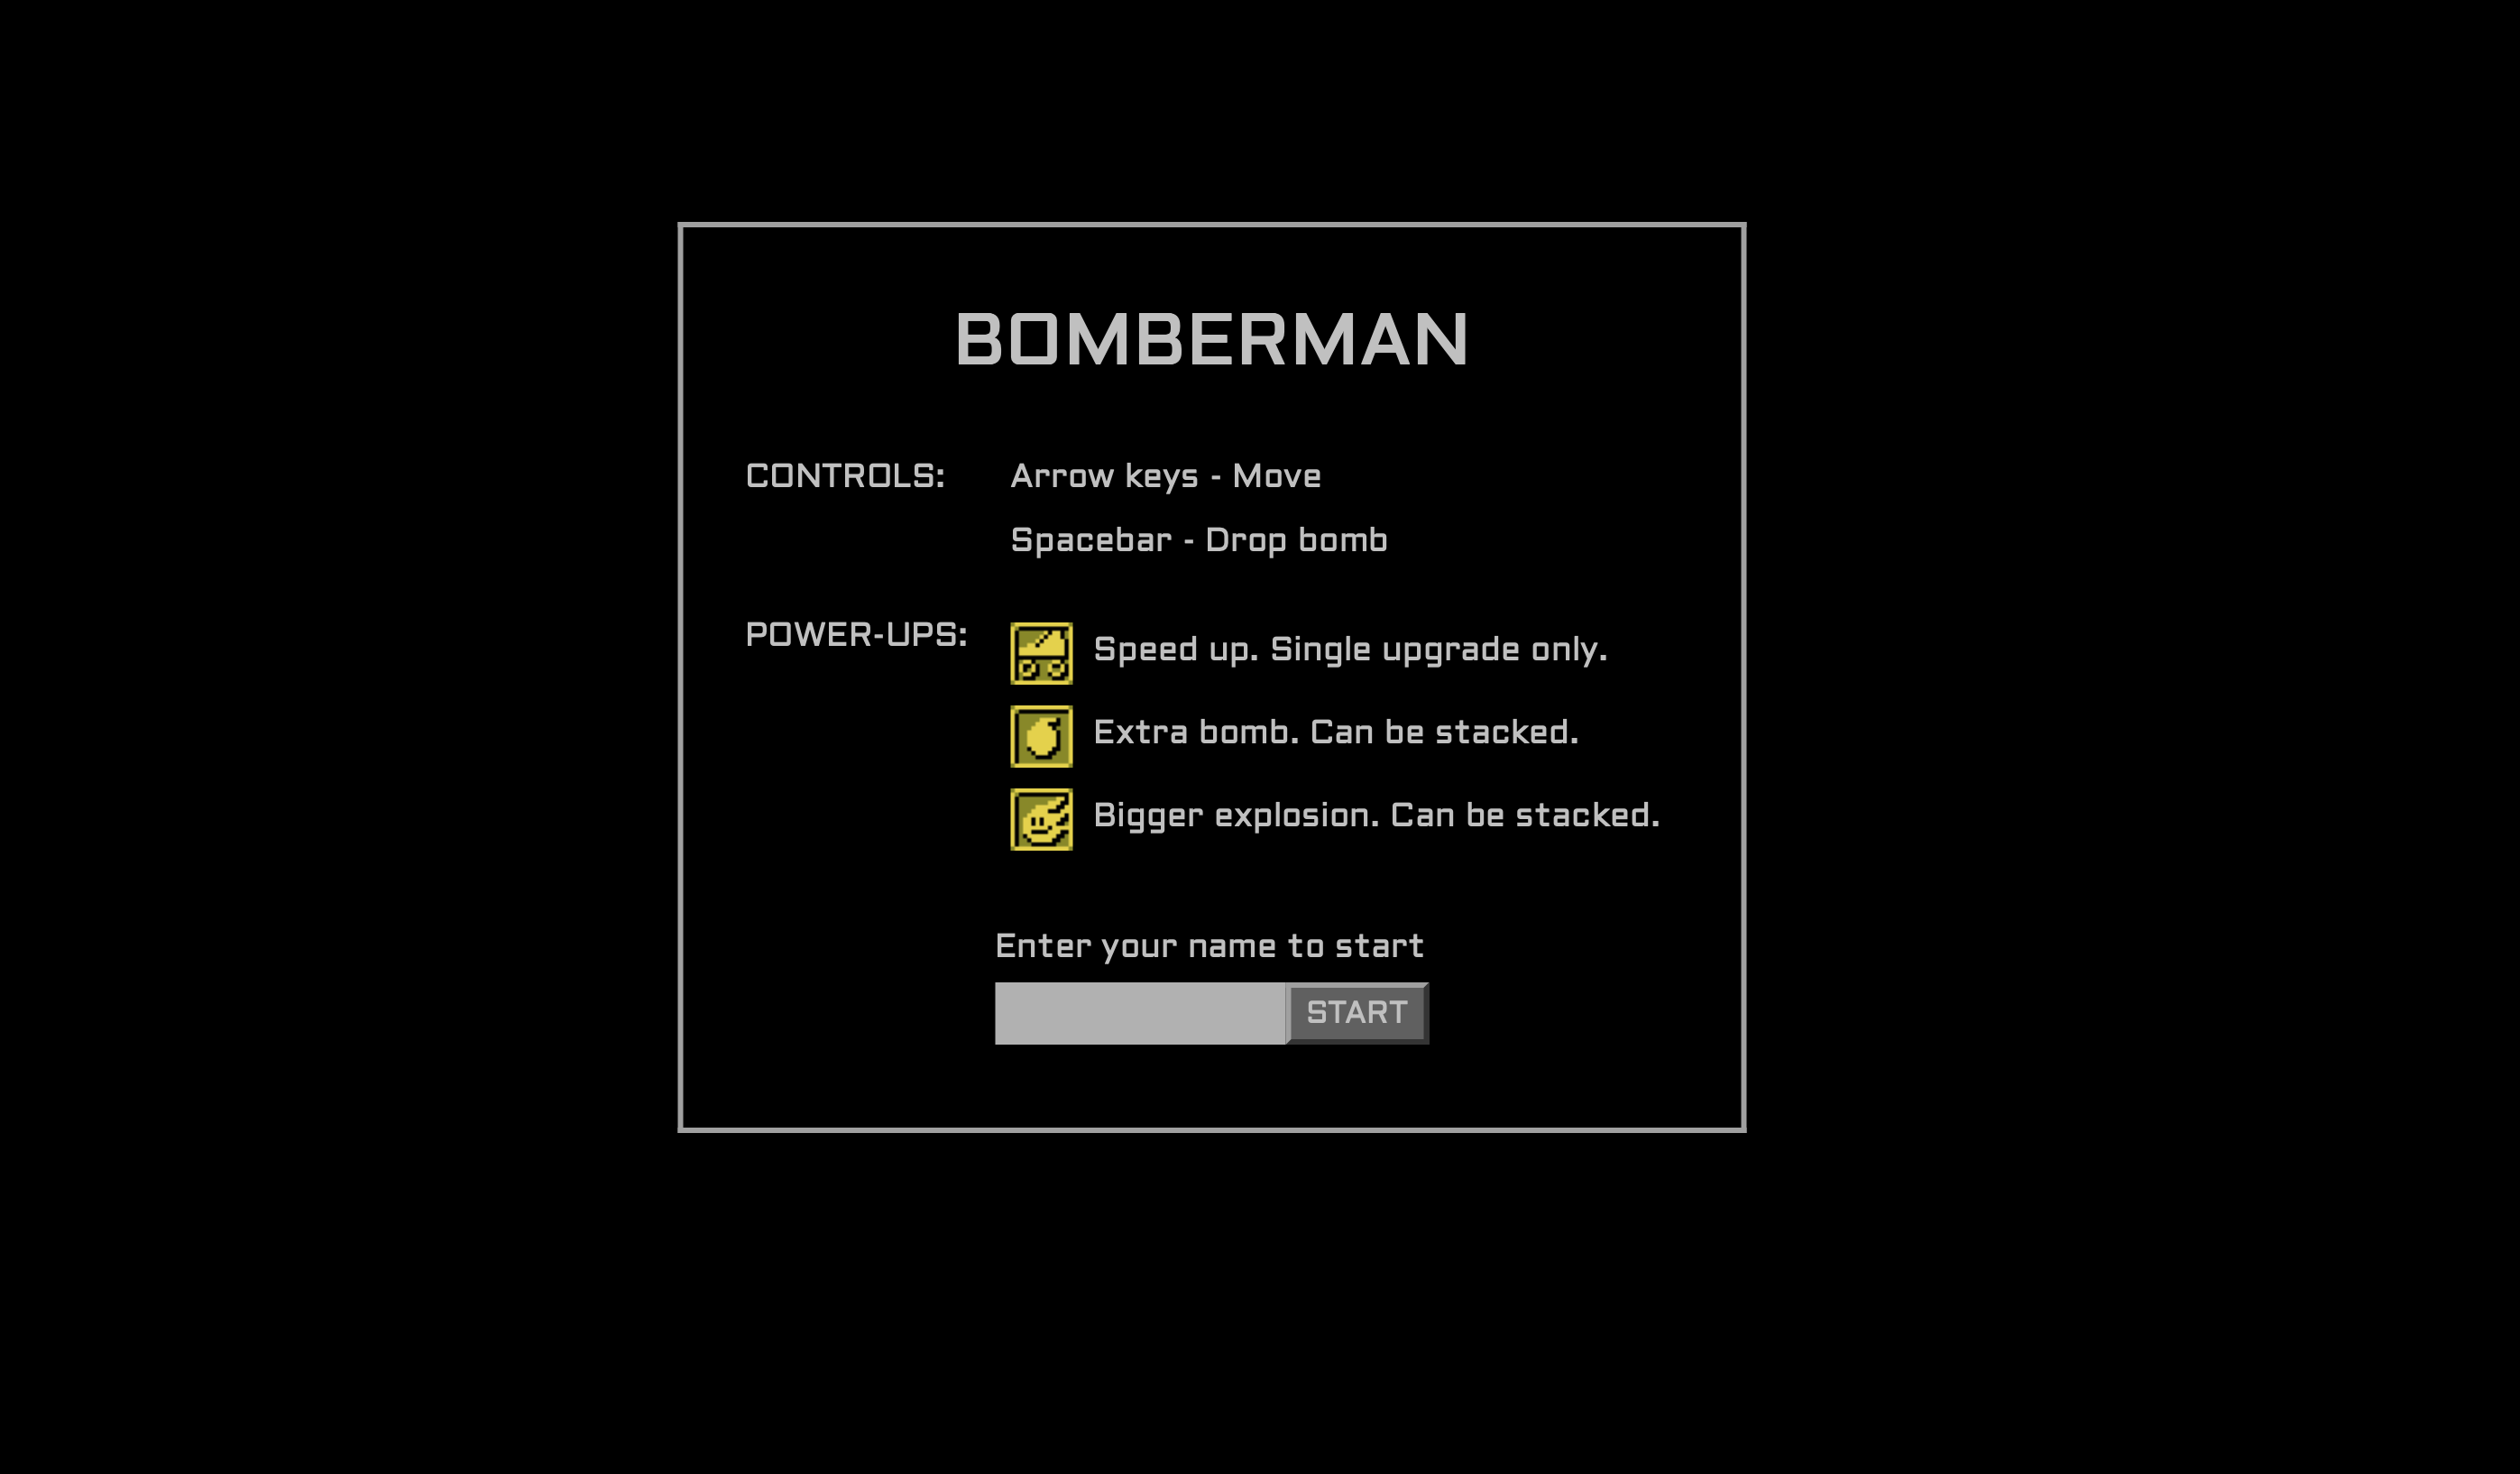 BOMBERMAN
CONTROLS: Arrow keys - Move
Spacebar - Drop bomb
POWER-UPS: Speed up. Single upgrade only.
Extra bomb. Can be stacked.
Bigger explosion. Can be stacked.
Enter your name to start
START